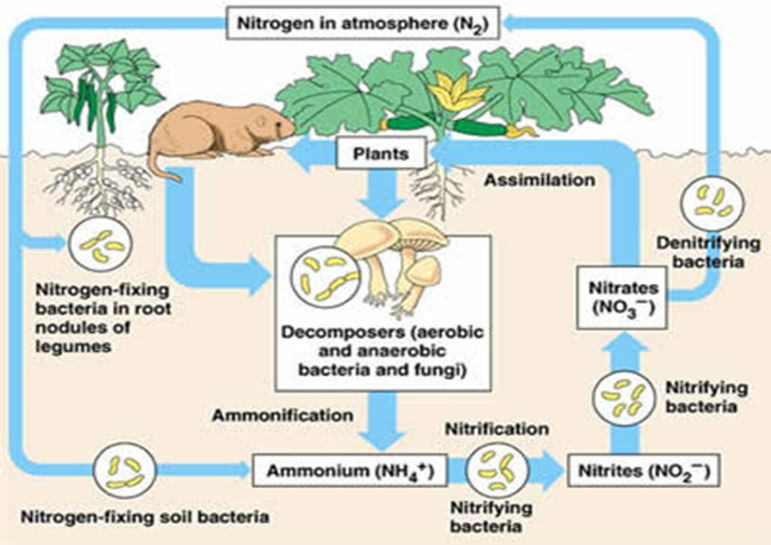 Nitrogen in atmosphere (N₂)
Plants
Assimilation
Denitrifying
bacteria
Nitrogen-fixing
bacteria in root
nodules of
legumes
Decomposers (aerobic
and anaerobic
bacteria and fungi)
Nitrates
(NO₃⁻)
Nitrifying
bacteria
Ammonification
Nitrification
Ammonium (NH₄⁺)
Nitrites (NO₂⁻)
Nitrifying
bacteria
Nitrogen-fixing soil bacteria